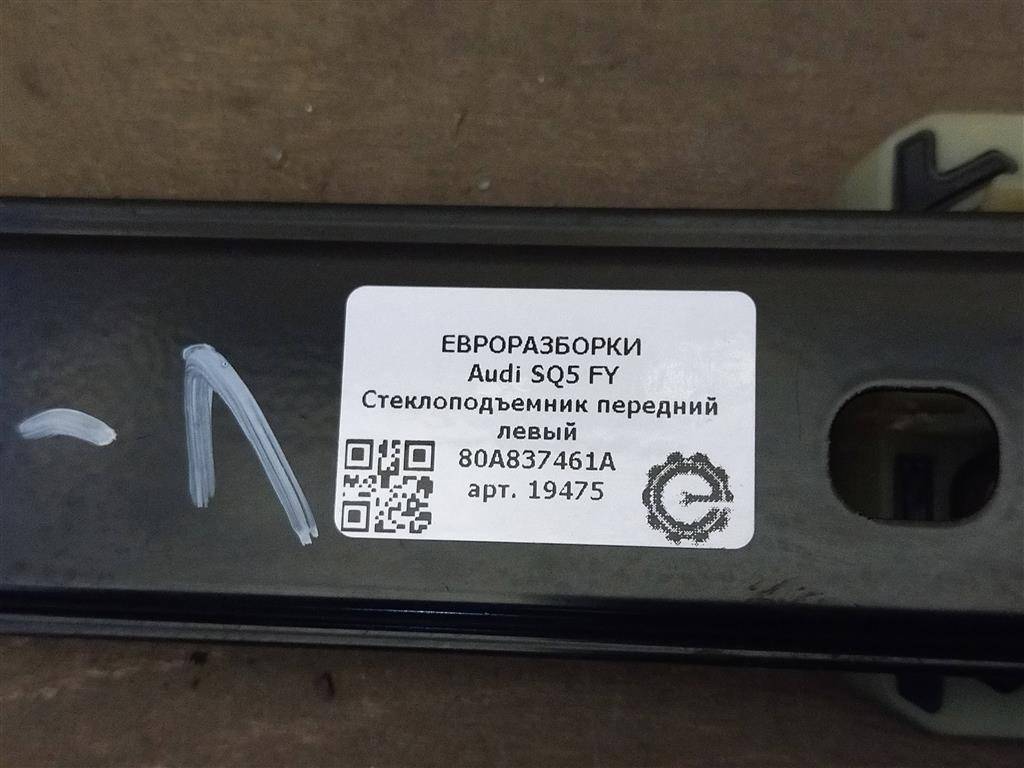 ЕВРОРАЗБОРКИ
Audi SQ5 FY
Стеклоподъемник передний
левый
80A837461A
арт. 19475
-Л